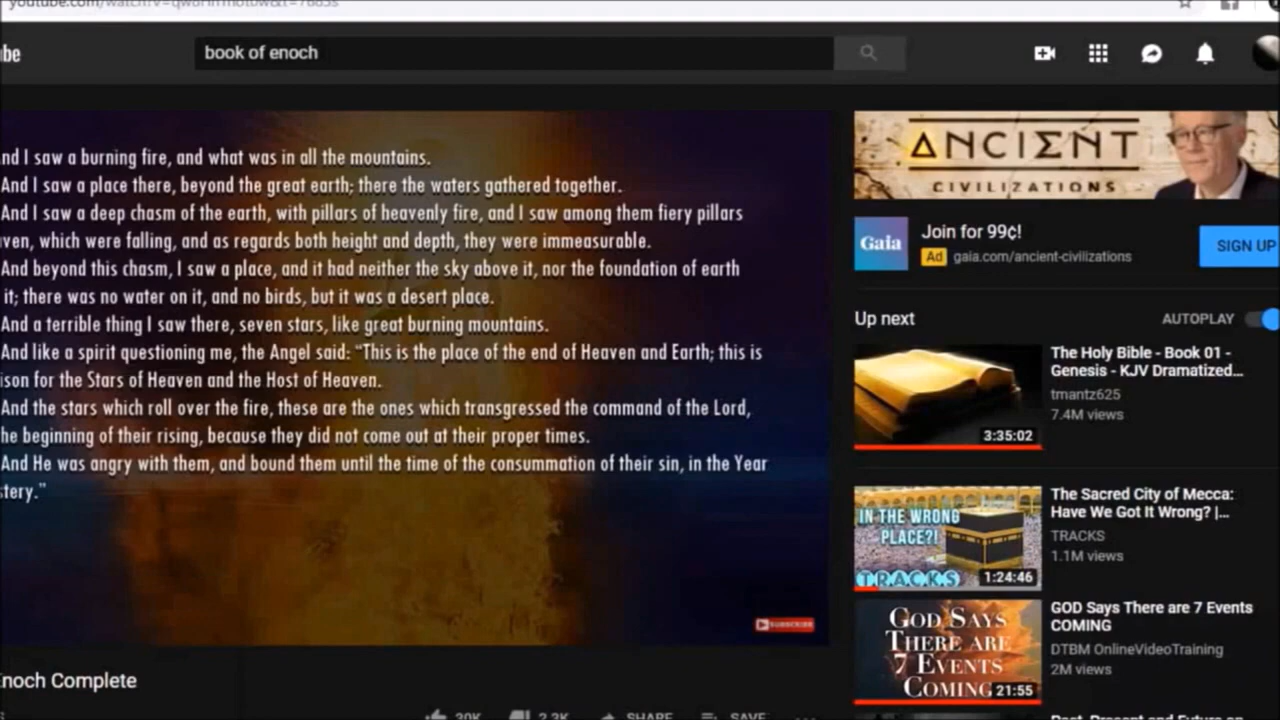 be
book of enoch
nd I saw a burning fire, and what was in all the mountains.
And I saw a place there, beyond the great earth; there the waters gathered together.
And I saw a deep chasm of the earth, with pillars of heavenly fire, and I saw among them fiery pillars
ven, which were falling, and as regards both height and depth, they were immeasurable.
And beyond this chasm, I saw a place, and it had neither the sky above it, nor the foundation of earth
it; there was no water on it, and no birds, but it was a desert place.
And a terrible thing I saw there, seven stars, like great burning mountains.
And like a spirit questioning me, the Angel said: “This is the place of the end of Heaven and Earth; this is
ison for the Stars of Heaven and the Host of Heaven.
And the stars which roll over the fire, these are the ones which transgressed the command of the Lord,
he beginning of their rising, because they did not come out at their proper times.
And He was angry with them, and bound them until the time of the consummation of their sin, in the Year
stery.”
SUBSCRIBE
noch Complete
30K 2.3K SHARE SAVE
ANCIENT
CIVILIZATIONS
Gaia
Join for 99¢!
Ad gaia.com/ancient-civilizations
SIGN UP
Up next
AUTOPLAY
3:35:02
The Holy Bible - Book 01 -
Genesis - KJV Dramatized...
tmantz625
7.4M views
IN THE WRONG
PLACE?!
TRACKS
1:24:46
The Sacred City of Mecca:
Have We Got It Wrong? |...
TRACKS
1.1M views
GOD SAYS
THERE ARE
7 EVENTS
COMING
21:55
GOD Says There are 7 Events
COMING
DTBM OnlineVideoTraining
2M views